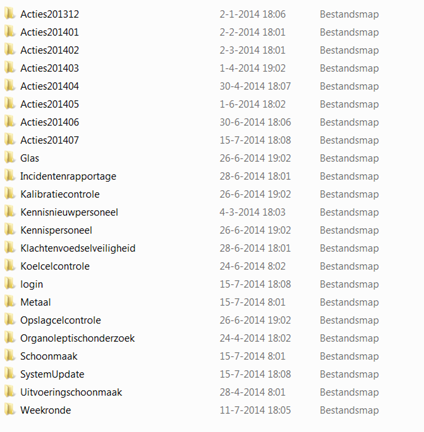 Acties201312 2-1-2014 18:06 Bestandsmap
Acties201401 2-2-2014 18:01 Bestandsmap
Acties201402 2-3-2014 18:01 Bestandsmap
Acties201403 1-4-2014 19:02 Bestandsmap
Acties201404 30-4-2014 18:07 Bestandsmap
Acties201405 1-6-2014 18:02 Bestandsmap
Acties201406 30-6-2014 18:06 Bestandsmap
Acties201407 15-7-2014 18:08 Bestandsmap
Glas 26-6-2014 19:02 Bestandsmap
Incidentenrapportage 28-6-2014 18:01 Bestandsmap
Kalibratiecontrole 26-6-2014 19:02 Bestandsmap
Kennisnieuwpersoneel 4-3-2014 18:03 Bestandsmap
Kennispersoneel 26-6-2014 19:02 Bestandsmap
Klachtenvoedselveiligheid 28-6-2014 18:01 Bestandsmap
Koelcelcontrole 24-6-2014 8:02 Bestandsmap
login 15-7-2014 18:08 Bestandsmap
Metaal 15-7-2014 8:01 Bestandsmap
Opslagcelcontrole 26-6-2014 19:02 Bestandsmap
Organoleptischonderzoek 24-4-2014 18:02 Bestandsmap
Schoonmaak 15-7-2014 8:01 Bestandsmap
SystemUpdate 15-7-2014 18:08 Bestandsmap
Uitvoeringschoonmaak 28-4-2014 8:01 Bestandsmap
Weekronde 11-7-2014 18:05 Bestandsmap